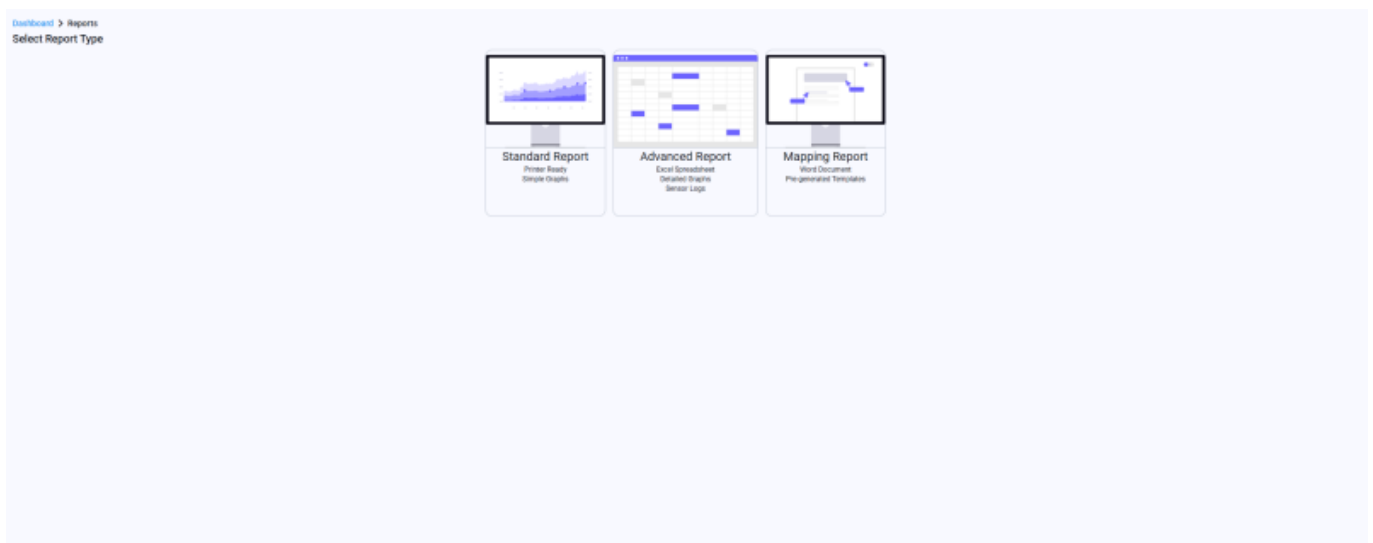 Dashboard > Reports
Select Report Type
Standard Report
Printer Ready
Simple Graphs
Advanced Report
Excel Spreadsheet
Detailed Graphs
Sensor Logs
Mapping Report
Word Document
Pre-generated Templates